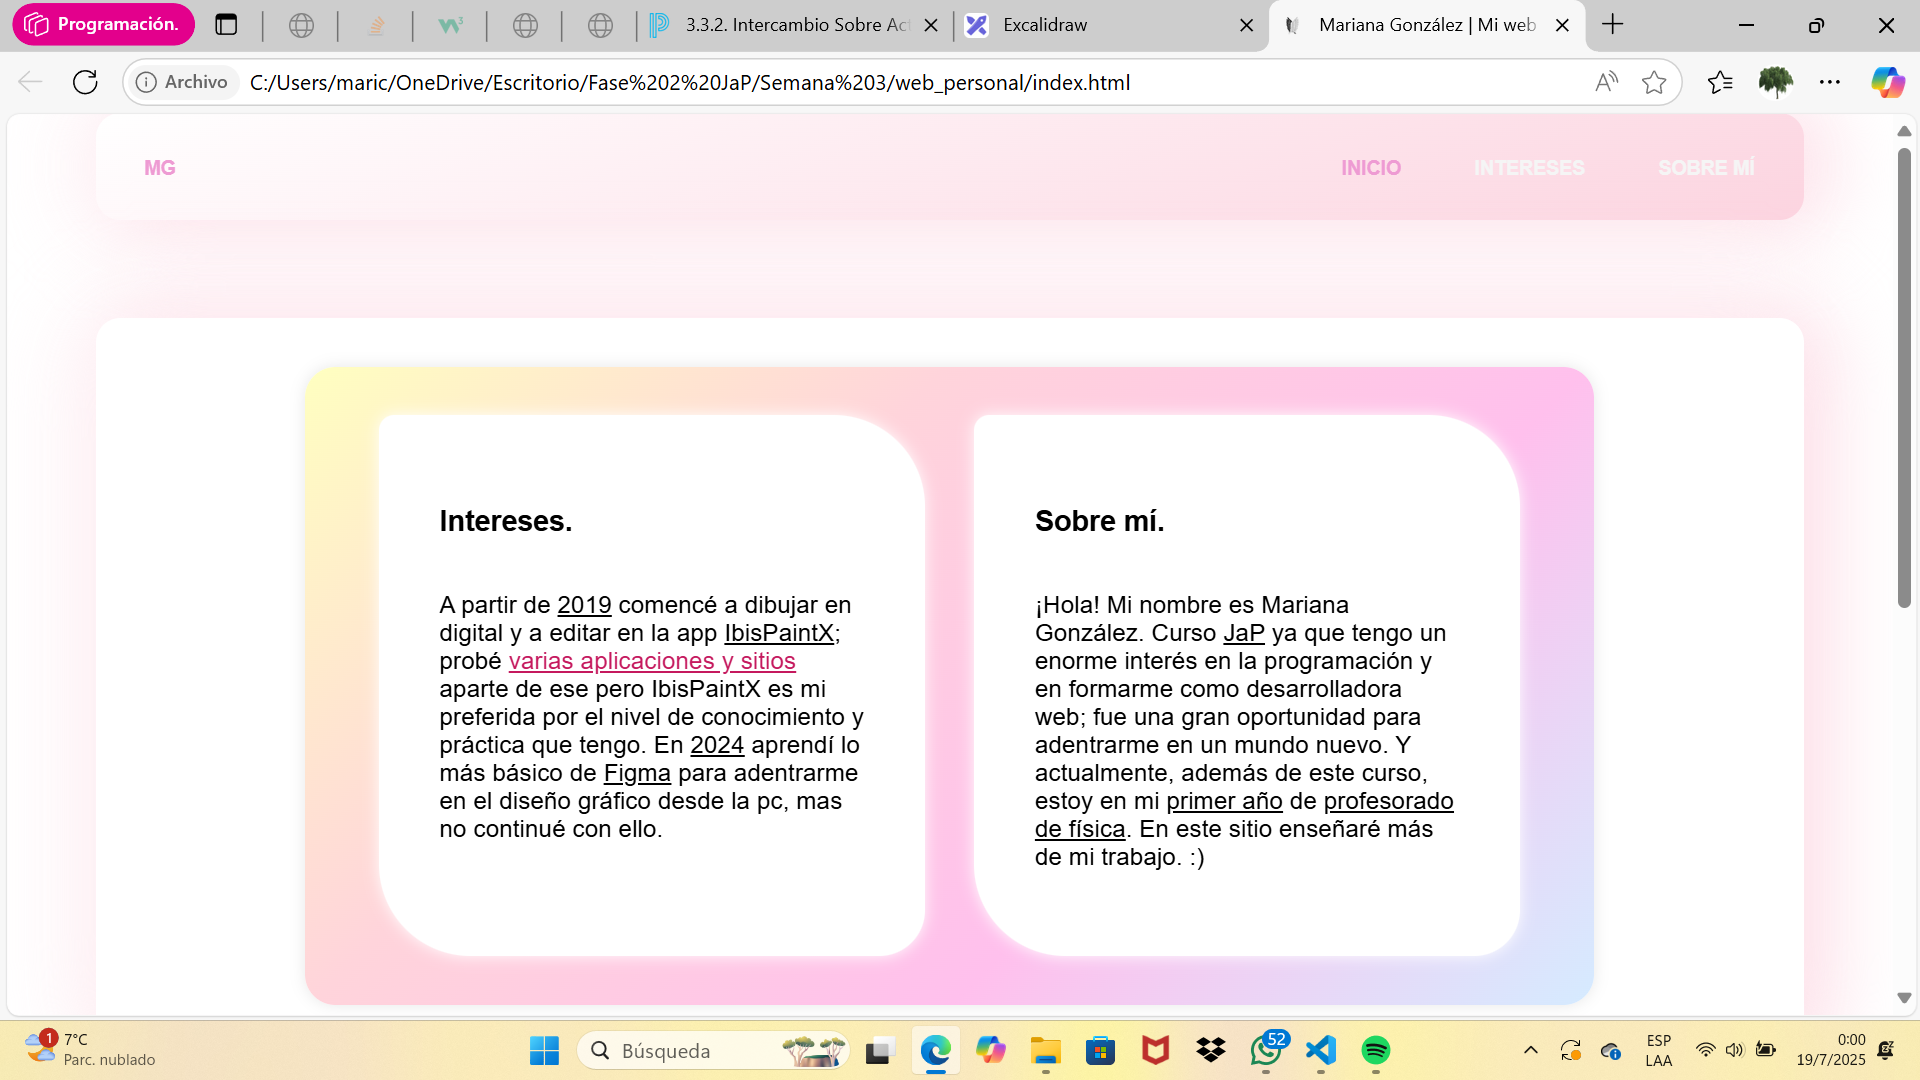 Programación.
3.3.2. Intercambio Sobre Act
Excalidraw
Mariana González | Mi web
Archivo
C:/Users/maric/OneDrive/Escritorio/Fase%202%20JaP/Semana%203/web_personal/index.html
MG
INICIO
INTERESES
SOBRE MÍ
Intereses.
A partir de 2019 comencé a dibujar en
digital y a editar en la app IbisPaintX;
probé varias aplicaciones y sitios
aparte de ese pero IbisPaintX es mi
preferida por el nivel de conocimiento y
práctica que tengo. En 2024 aprendí lo
más básico de Figma para adentrarme
en el diseño gráfico desde la pc, mas
no continué con ello.
Sobre mí.
¡Hola! Mi nombre es Mariana
González. Curso JaP ya que tengo un
enorme interés en la programación y
en formarme como desarrolladora
web; fue una gran oportunidad para
adentrarme en un mundo nuevo. Y
actualmente, además de este curso,
estoy en mi primer año de profesorado
de física. En este sitio enseñaré más
de mi trabajo. :)
1
7°C
Parc. nublado
Búsqueda
52
ESP
LAA
0:00
19/7/2025